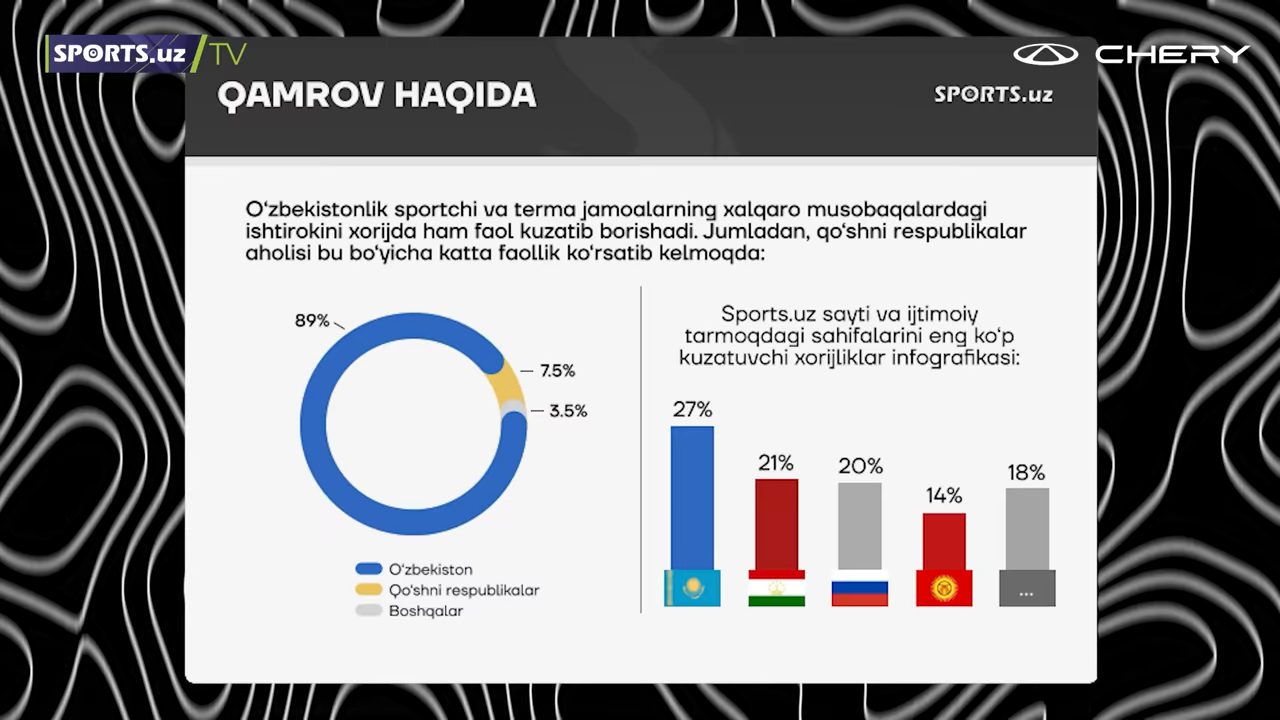 SPORTS.uz/TV
CHERY
QAMROV HAQIDA
SPORTS.uz
O‘zbekistonlik sportchi va terma jamoalarning xalqaro musobaqalardagi
ishtirokini xorijda ham faol kuzatib borishadi. Jumladan, qo‘shni respublikalar
aholisi bu bo‘yicha katta faollik ko‘rsatib kelmoqda:
89%
7.5%
3.5%
O‘zbekiston
Qo‘shni respublikalar
Boshqalar
Sports.uz sayti va ijtimoiy
tarmoqdagi sahifalarini eng ko‘p
kuzatuvchi xorijliklar infografikasi:
27%
21%
20%
14%
18%
...